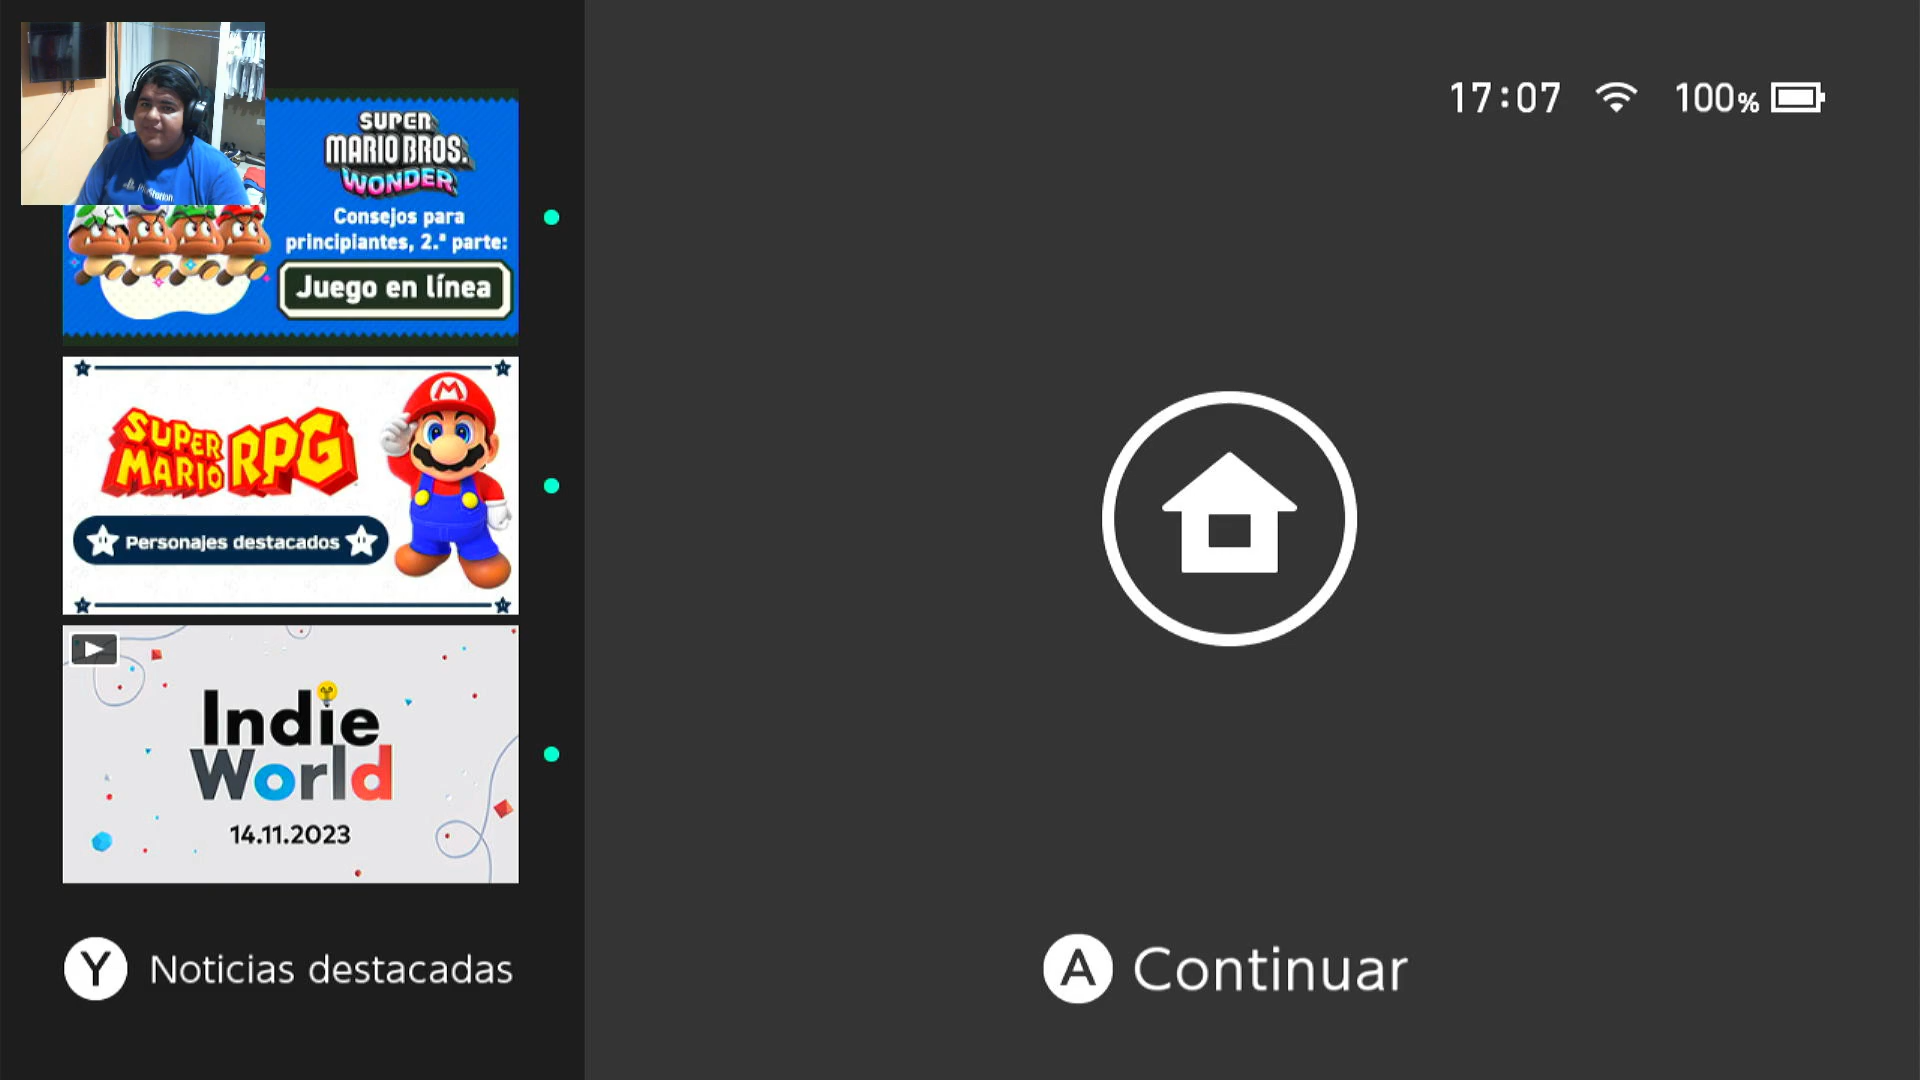 PlayStation
SUPER
MARIO BROS.
WONDER
Consejos para
principiantes, 2.ª parte:
Juego en línea
M
SUPER
MARIO RPG
Personajes destacados
Indie
World
14.11.2023
Y Noticias destacadas
17:07 100%
A Continuar